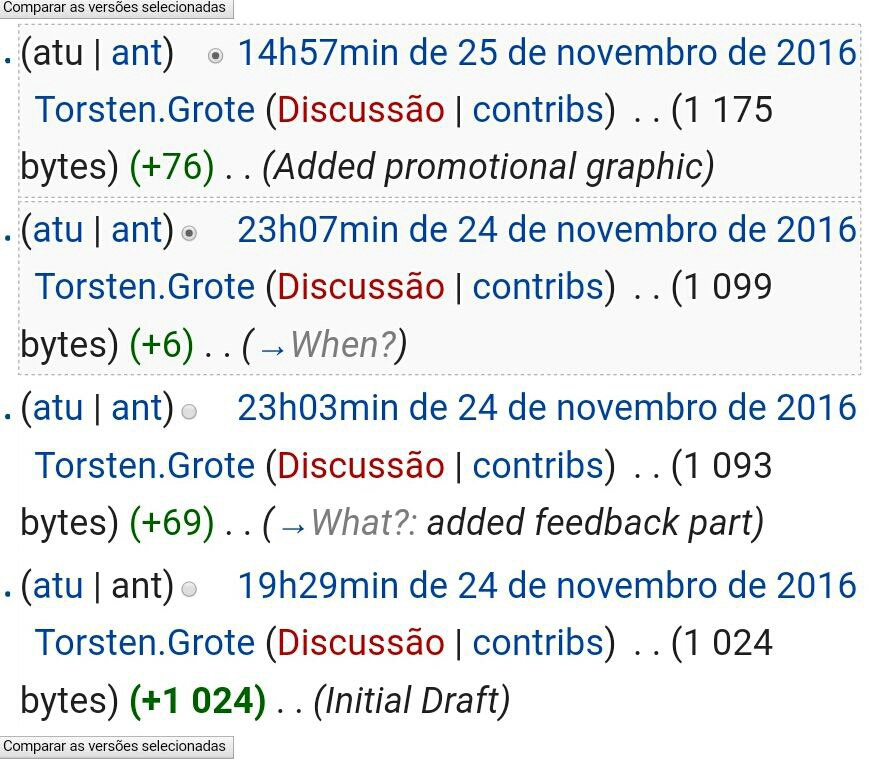 Comparar as versões selecionadas
(atu | ant) 14h57min de 25 de novembro de 2016
Torsten.Grote (Discussão | contribs) . . (1 175
bytes) (+76) . . (Added promotional graphic)
(atu | ant) 23h07min de 24 de novembro de 2016
Torsten.Grote (Discussão | contribs) . . (1 099
bytes) (+6) . . (→When?)
(atu | ant) 23h03min de 24 de novembro de 2016
Torsten.Grote (Discussão | contribs) . . (1 093
bytes) (+69) . . (→What?: added feedback part)
(atu | ant) 19h29min de 24 de novembro de 2016
Torsten.Grote (Discussão | contribs) . . (1 024
bytes) (+1 024) . . (Initial Draft)
Comparar as versões selecionadas